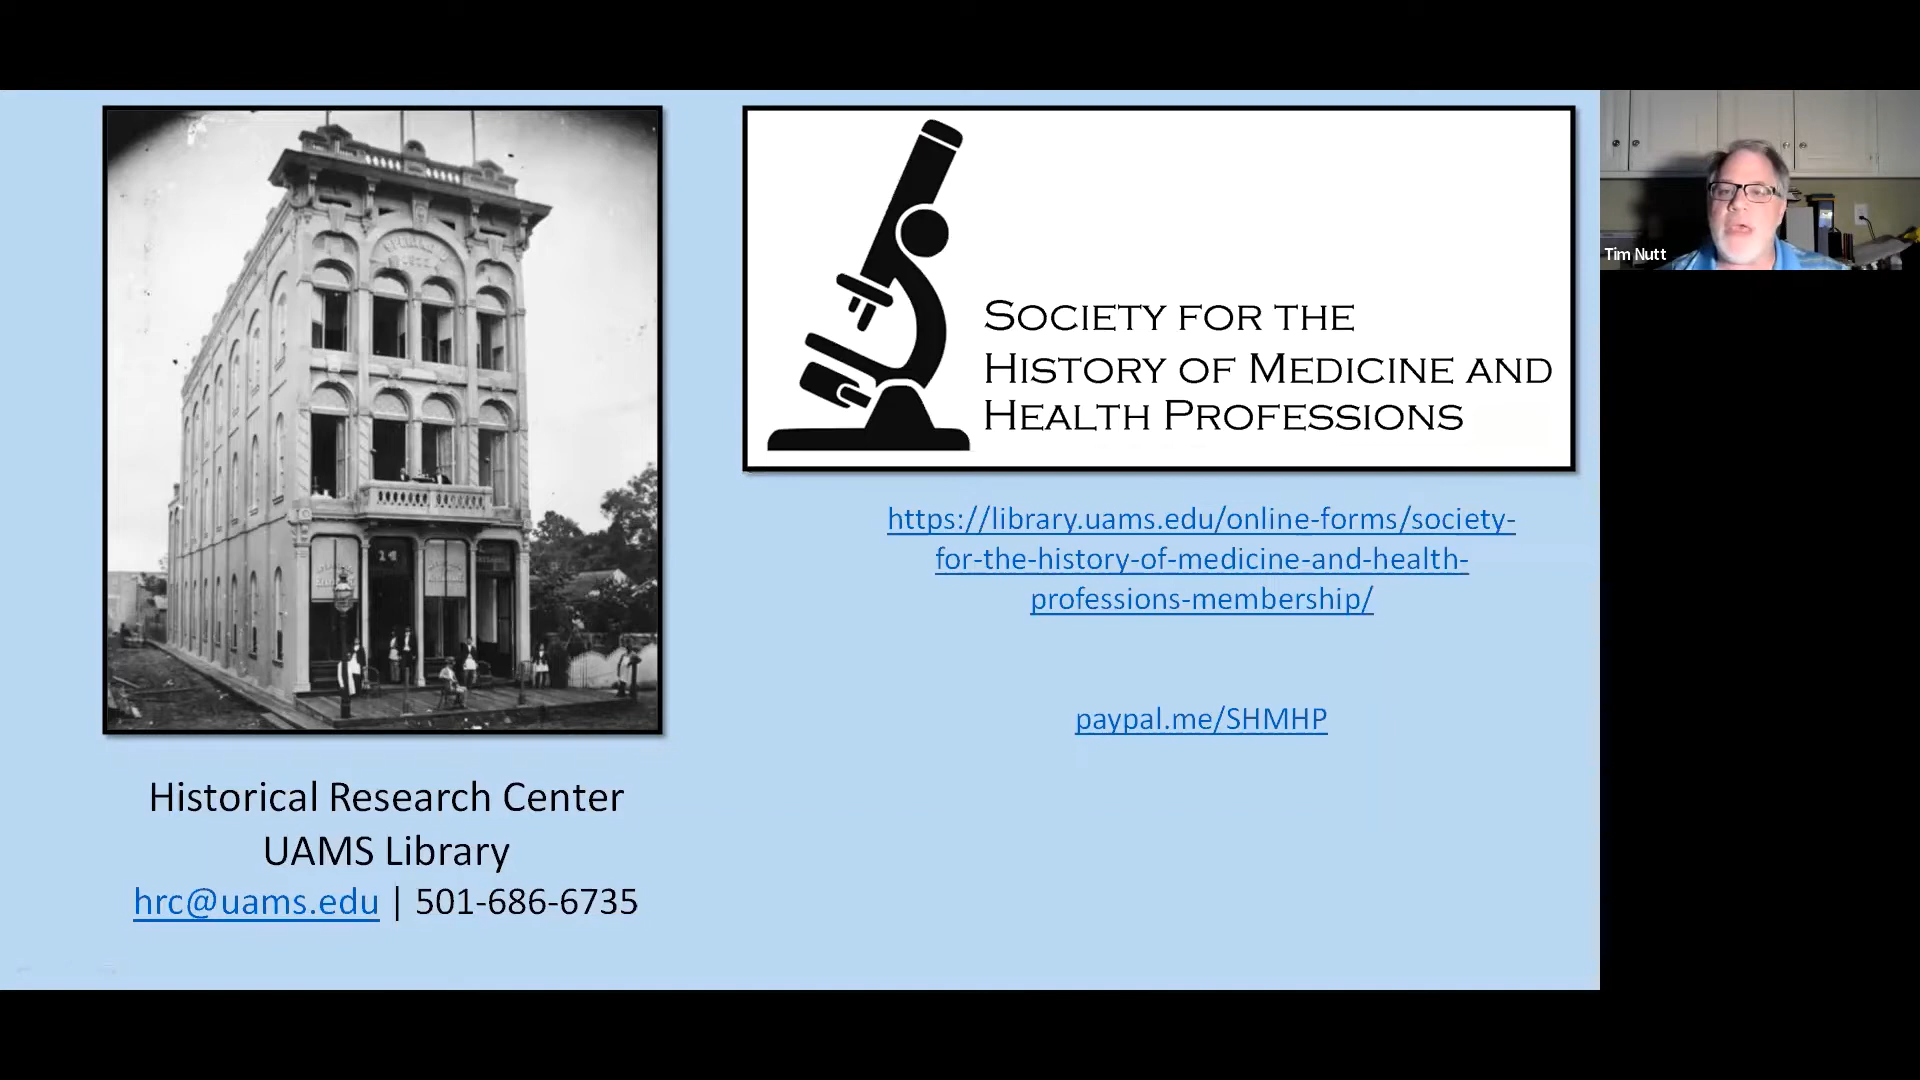 Society for the
History of Medicine and
Health Professions
https://library.uams.edu/online-forms/society-
for-the-history-of-medicine-and-health-
professions-membership/
paypal.me/SHMHP
Historical Research Center
UAMS Library
hrc@uams.edu | 501-686-6735
Tim Nutt